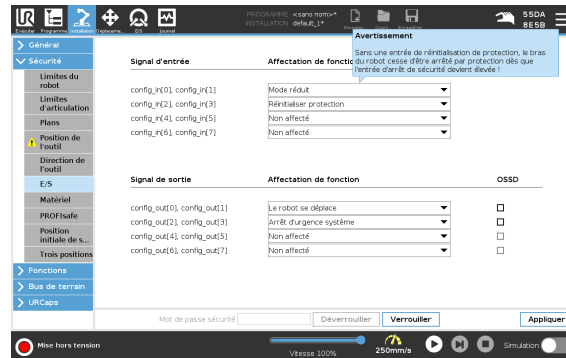 PROGRAMME <sans nom>*
INSTALLATION default_1*
55DA
8E5B
Exécuter Programme Installation Déplaceme... E/S Journal
Avertissement
Sans une entrée de réinitialisation de protection, le bras
du robot cesse d'être arrêté par protection dès que
l'entrée d'arrêt de sécurité devient élevée !
Général
Sécurité
Limites du
robot
Limites
d'articulation
Plans
Position de
l'outil
Direction de
l'outil
E/S
Matériel
PROFIsafe
Position
initiale de s...
Trois positions
Fonctions
Bus de terrain
URCaps
Signal d'entrée Affectation de fonction
config_in[0], config_in[1] Mode réduit
config_in[2], config_in[3] Réinitialiser protection
config_in[4], config_in[5] Non affecté
config_in[6], config_in[7] Non affecté
Signal de sortie Affectation de fonction OSSD
config_out[0], config_out[1] Le robot se déplace
config_out[2], config_out[3] Arrêt d'urgence système
config_out[4], config_out[5] Non affecté
config_out[6], config_out[7] Non affecté
Mot de passe sécurité Déverrouiller Verrouiller Appliquer
Mise hors tension Vitesse 100% 250mm/s Simulation